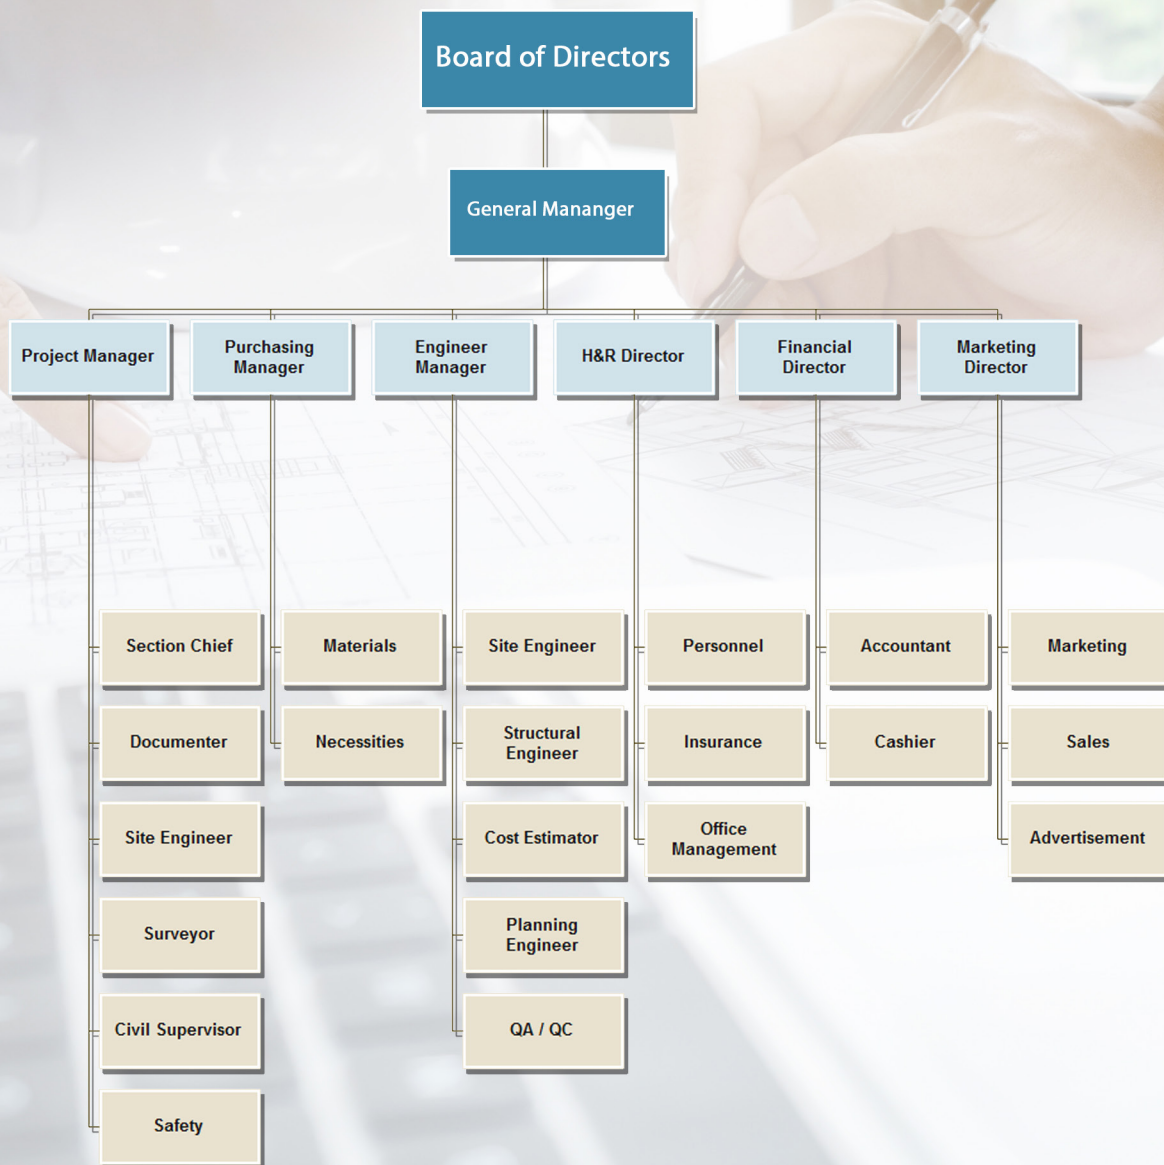 Board of Directors
General Mananger
Project Manager
Purchasing
Manager
Engineer
Manager
H&R Director
Financial
Director
Marketing
Director
Section Chief
Materials
Site Engineer
Personnel
Accountant
Marketing
Documenter
Necessities
Structural
Engineer
Insurance
Cashier
Sales
Site Engineer
Cost Estimator
Office
Management
Advertisement
Surveyor
Planning
Engineer
Civil Supervisor
QA / QC
Safety